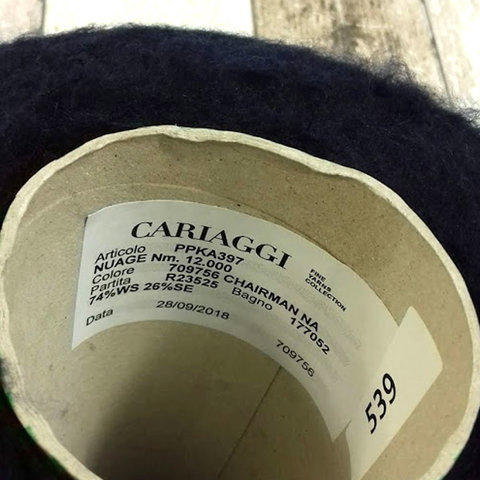 CARIAGGI
FINE
YARNS
COLLECTION
Articolo PPKA397
NUAGE Nm. 12.000
Colore 709756 CHAIRMAN NA
Partita R23525 Bagno 177052
74%WS 26%SE
Data 28/09/2018
709756
539